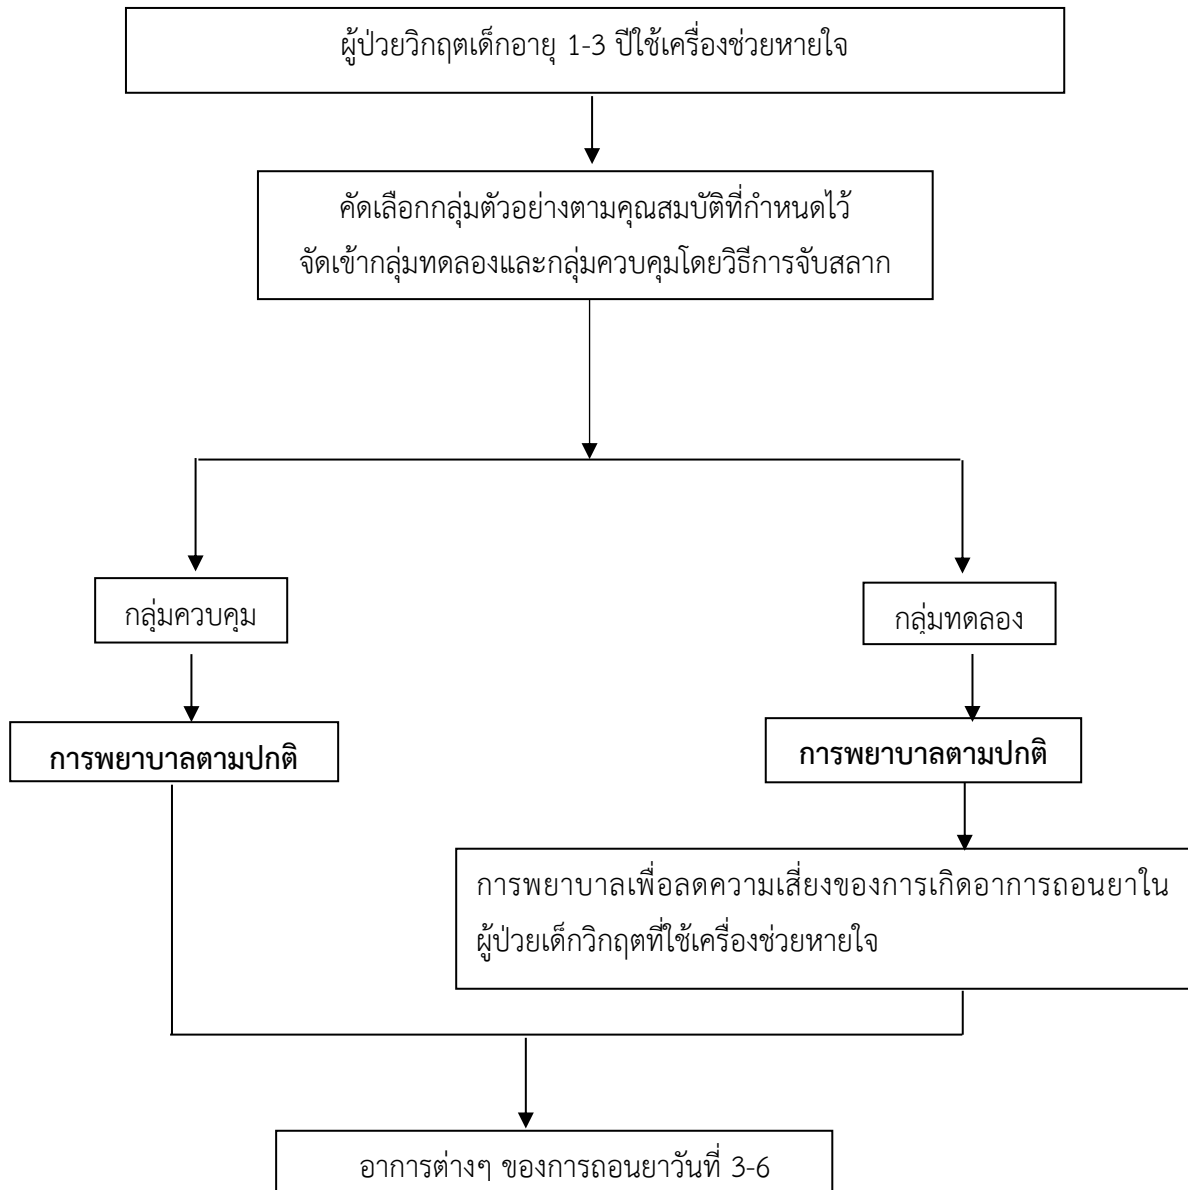 ผู้ป่วยวิกฤตเด็กอายุ 1-3 ปีใช้เครื่องช่วยหายใจ
คัดเลือกกลุ่มตัวอย่างตามคุณสมบัติที่กำหนดไว้
จัดเข้ากลุ่มทดลองและกลุ่มควบคุมโดยวิธีการจับสลาก
กลุ่มควบคุม
กลุ่มทดลอง
การพยาบาลตามปกติ
การพยาบาลตามปกติ
การพยาบาลเพื่อลดความเสี่ยงของการเกิดอาการถอนยาใน
ผู้ป่วยเด็กวิกฤตที่ใช้เครื่องช่วยหายใจ
อาการต่างๆ ของการถอนยาวันที่ 3-6